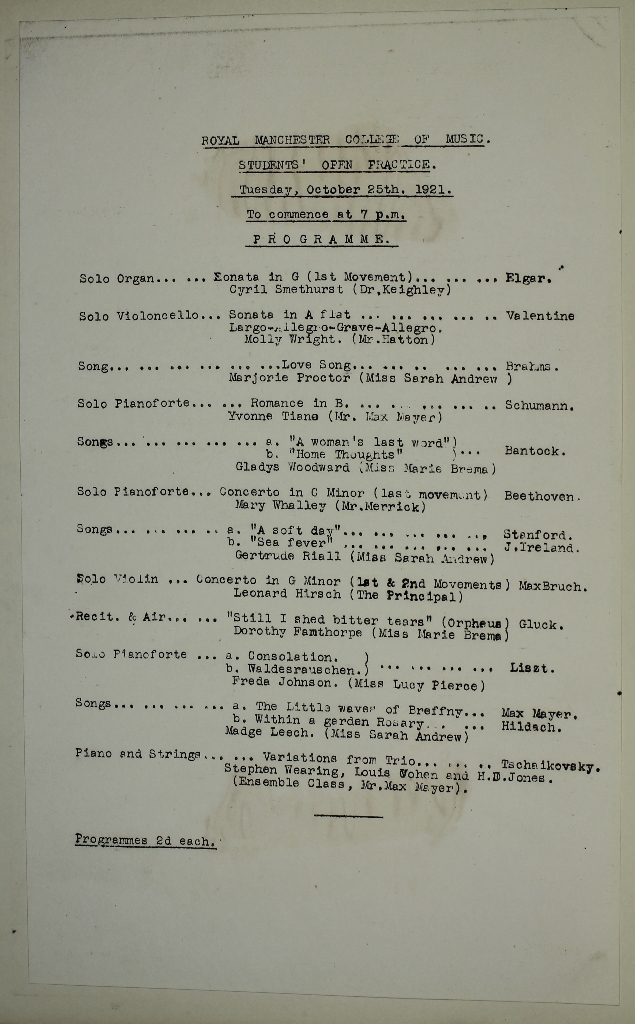 ROYAL MANCHESTER COLLEGE OF MUSIC.
STUDENTS' OPEN PRACTICE.
Tuesday, October 25th. 1921.
To commence at 7 p.m.
PROGRAMME.
Solo Organ... ... Sonata in G (1st Movement)... ... ... ... Elgar.
Cyril Smethurst (Dr.Keighley)
Solo Violoncello... Sonata in A flat ... ... ... ... .. Valentine
Largo-Allegro-Grave-Allegro.
Molly Wright. (Mr.Hatton)
Song... ... ... ... ... ...Love Song... ... .. ... ... Brahms.
Marjorie Proctor (Miss Sarah Andrew )
Solo Pianoforte... ... Romance in B. ... ... ... ... .. Schumann.
Yvonne Tiano (Mr. Max Mayer)
Songs... ... ... ... ... ... a. "A woman's last word")
b. "Home Thoughts" )... Bantock.
Gladys Woodward (Miss Marie Brema)
Solo Pianoforte... Concerto in C Minor (last movement) Beethoven.
Mary Whalley (Mr.Merrick)
Songs... ... ... ... .. a. "A soft day"... ... ... ... ... Stanford.
b. "Sea fever" ... ... ... ... ... J.Ireland.
Gertrude Riall (Miss Sarah Andrew)
Solo Violin ... Concerto in G Minor (1st & 2nd Movements) MaxBruch.
Leonard Hirsch (The Principal)
Recit. & Air... ... ... "Still I shed bitter tears" (Orpheus) Gluck.
Dorothy Famthorpe (Miss Marie Brema)
Solo Pianoforte ... a. Consolation. )
b. Waldesrauschen.) ... ... ... ... Liszt.
Freda Johnson. (Miss Lucy Pierce)
Songs... ... ... ... ... a. The Little waves of Breffny... Max Mayer.
b. Within a garden Rosary... ... Hildach.
Madge Leech. (Miss Sarah Andrew)
Piano and Strings... ... Variations from Trio... ... .. Tschaikovsky.
Stephen Wearing, Louis Cohen and H.D.Jones.
(Ensemble Class, Mr.Max Mayer).
Programmes 2d each.